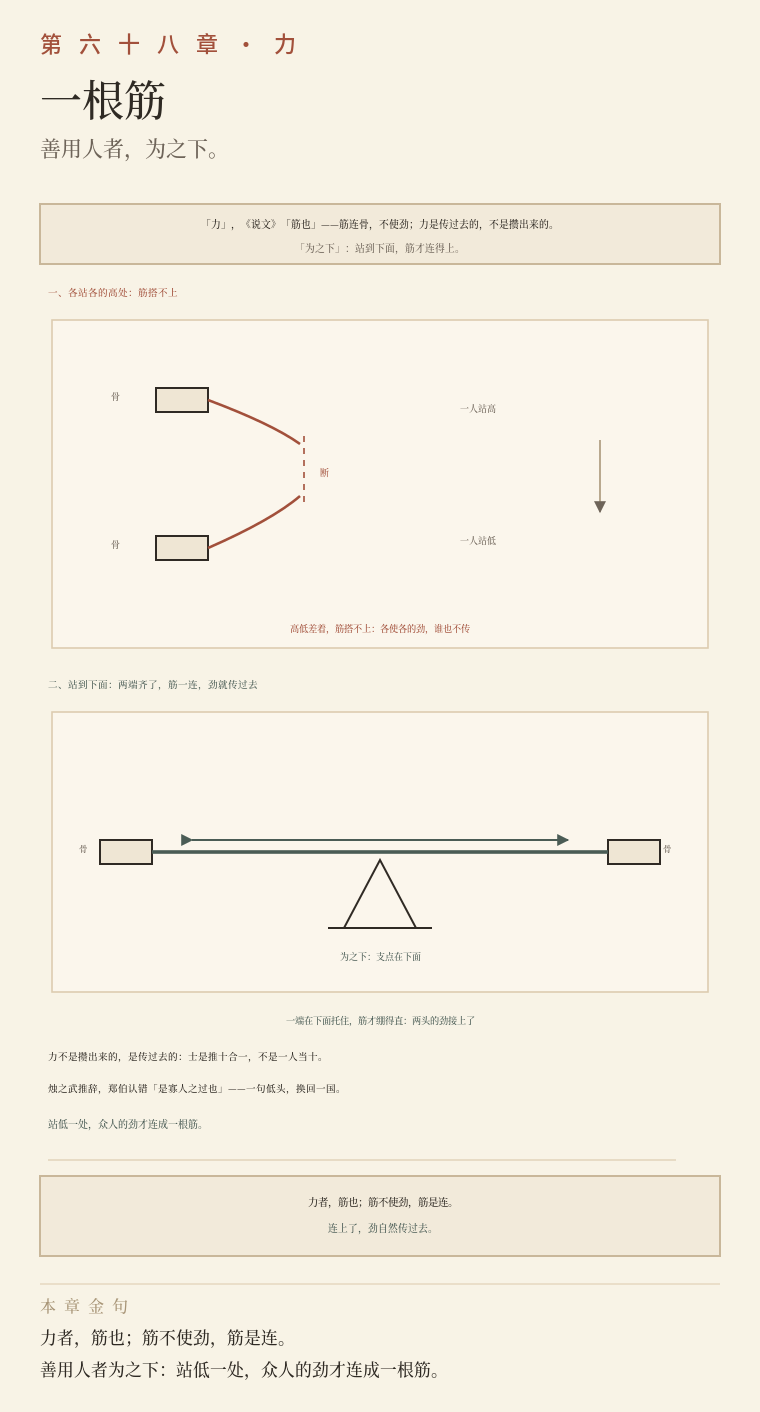 第六十八章·力
一根筋
善用人者，为之下。
「力」，《说文》「筋也」——筋连骨，不使劲；力是传过去的，不是攒出来的。
「为之下」：站到下面，筋才连得上。
一、各站各的高处：筋搭不上
骨
一人站高
断
骨
一人站低
高低差着，筋搭不上：各使各的劲，谁也不传
二、站到下面：两端齐了，筋一连，劲就传过去
骨
骨
为之下：支点在下面
一端在下面托住，筋才绷得直：两头的劲接上了
力不是攒出来的，是传过去的：士是推十合一，不是一人当十。
烛之武推辞，郑伯认错「是寡人之过也」——一句低头，换回一国。
站低一处，众人的劲才连成一根筋。
力者，筋也；筋不使劲，筋是连。
连上了，劲自然传过去。
本章金句
力者，筋也；筋不使劲，筋是连。
善用人者为之下：站低一处，众人的劲才连成一根筋。